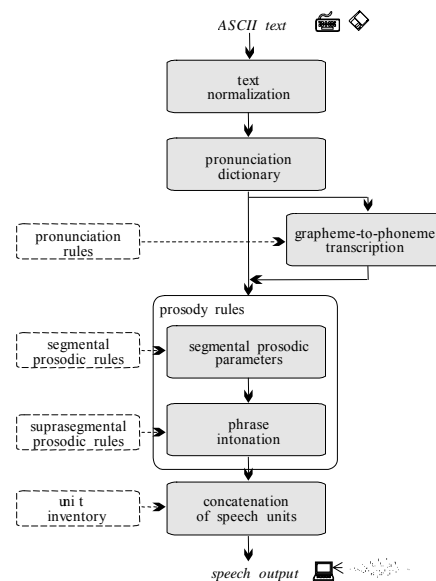 ASCII text
text
normalization
pronunciation
dictionary
pronunciation
rules
grapheme-to-phoneme
transcription
prosody rules
segmental
prosodic rules
segmental prosodic
parameters
suprasegmental
prosodic rules
phrase
intonation
unit
inventory
concatenation
of speech units
speech output